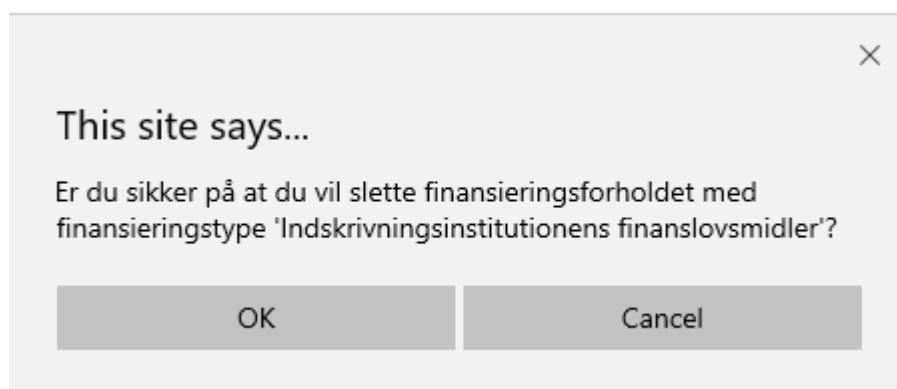 This site says...
Er du sikker på at du vil slette finansieringsforholdet med
finansieringstype 'Indskrivningsinstitutionens finanslovsmidler'?
OK
Cancel